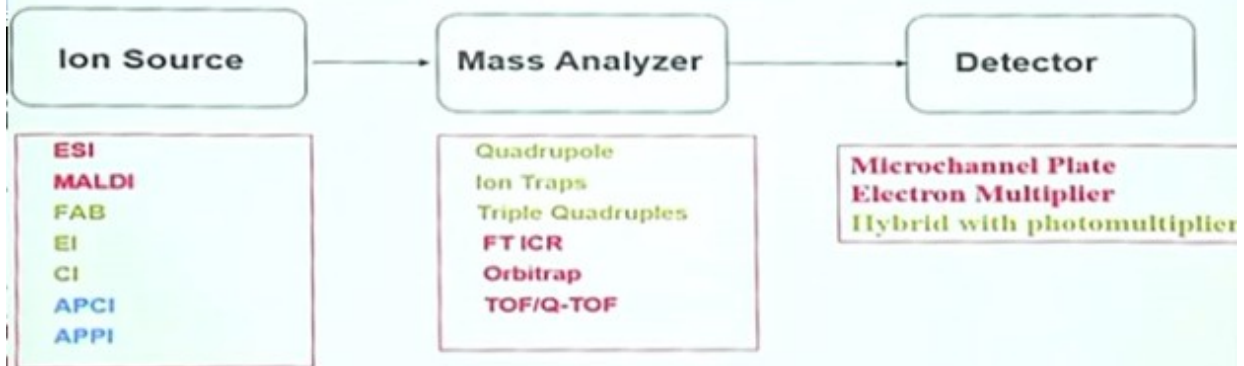 Ion Source
Mass Analyzer
Detector
ESI
MALDI
FAB
EI
CI
APCI
APPI
Quadrupole
Ion Traps
Triple Quadruples
FT ICR
Orbitrap
TOF/Q-TOF
Microchannel Plate
Electron Multiplier
Hybrid with photomultiplier